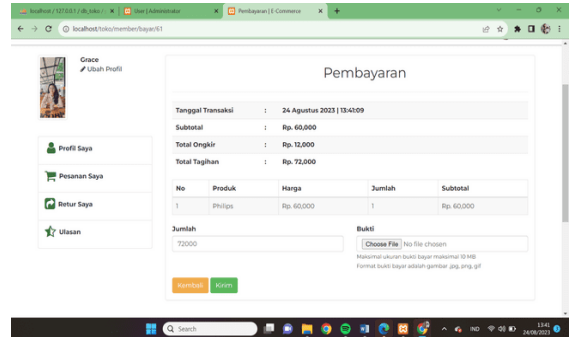 localhost / 127.0.0.1 / db_toko /
User | Administrator
Pembayaran | E-Commerce
localhost/toko/member/bayar/61
Grace
Ubah Profil
Profil Saya
Pesanan Saya
Retur Saya
Ulasan
Pembayaran
Tanggal Transaksi : 24 Agustus 2023 | 13:41:09
Subtotal : Rp. 60,000
Total Ongkir : Rp. 12,000
Total Tagihan : Rp. 72,000
No Produk Harga Jumlah Subtotal
1 Philips Rp. 60,000 1 Rp. 60,000
Jumlah
72000
Bukti
Choose File No file chosen
Maksimal ukuran bukti bayar maksimal 10 MB
Format bukti bayar adalah gambar .jpg, png, gif
Kembali Kirim
Search
IND
13:41
24/08/2023